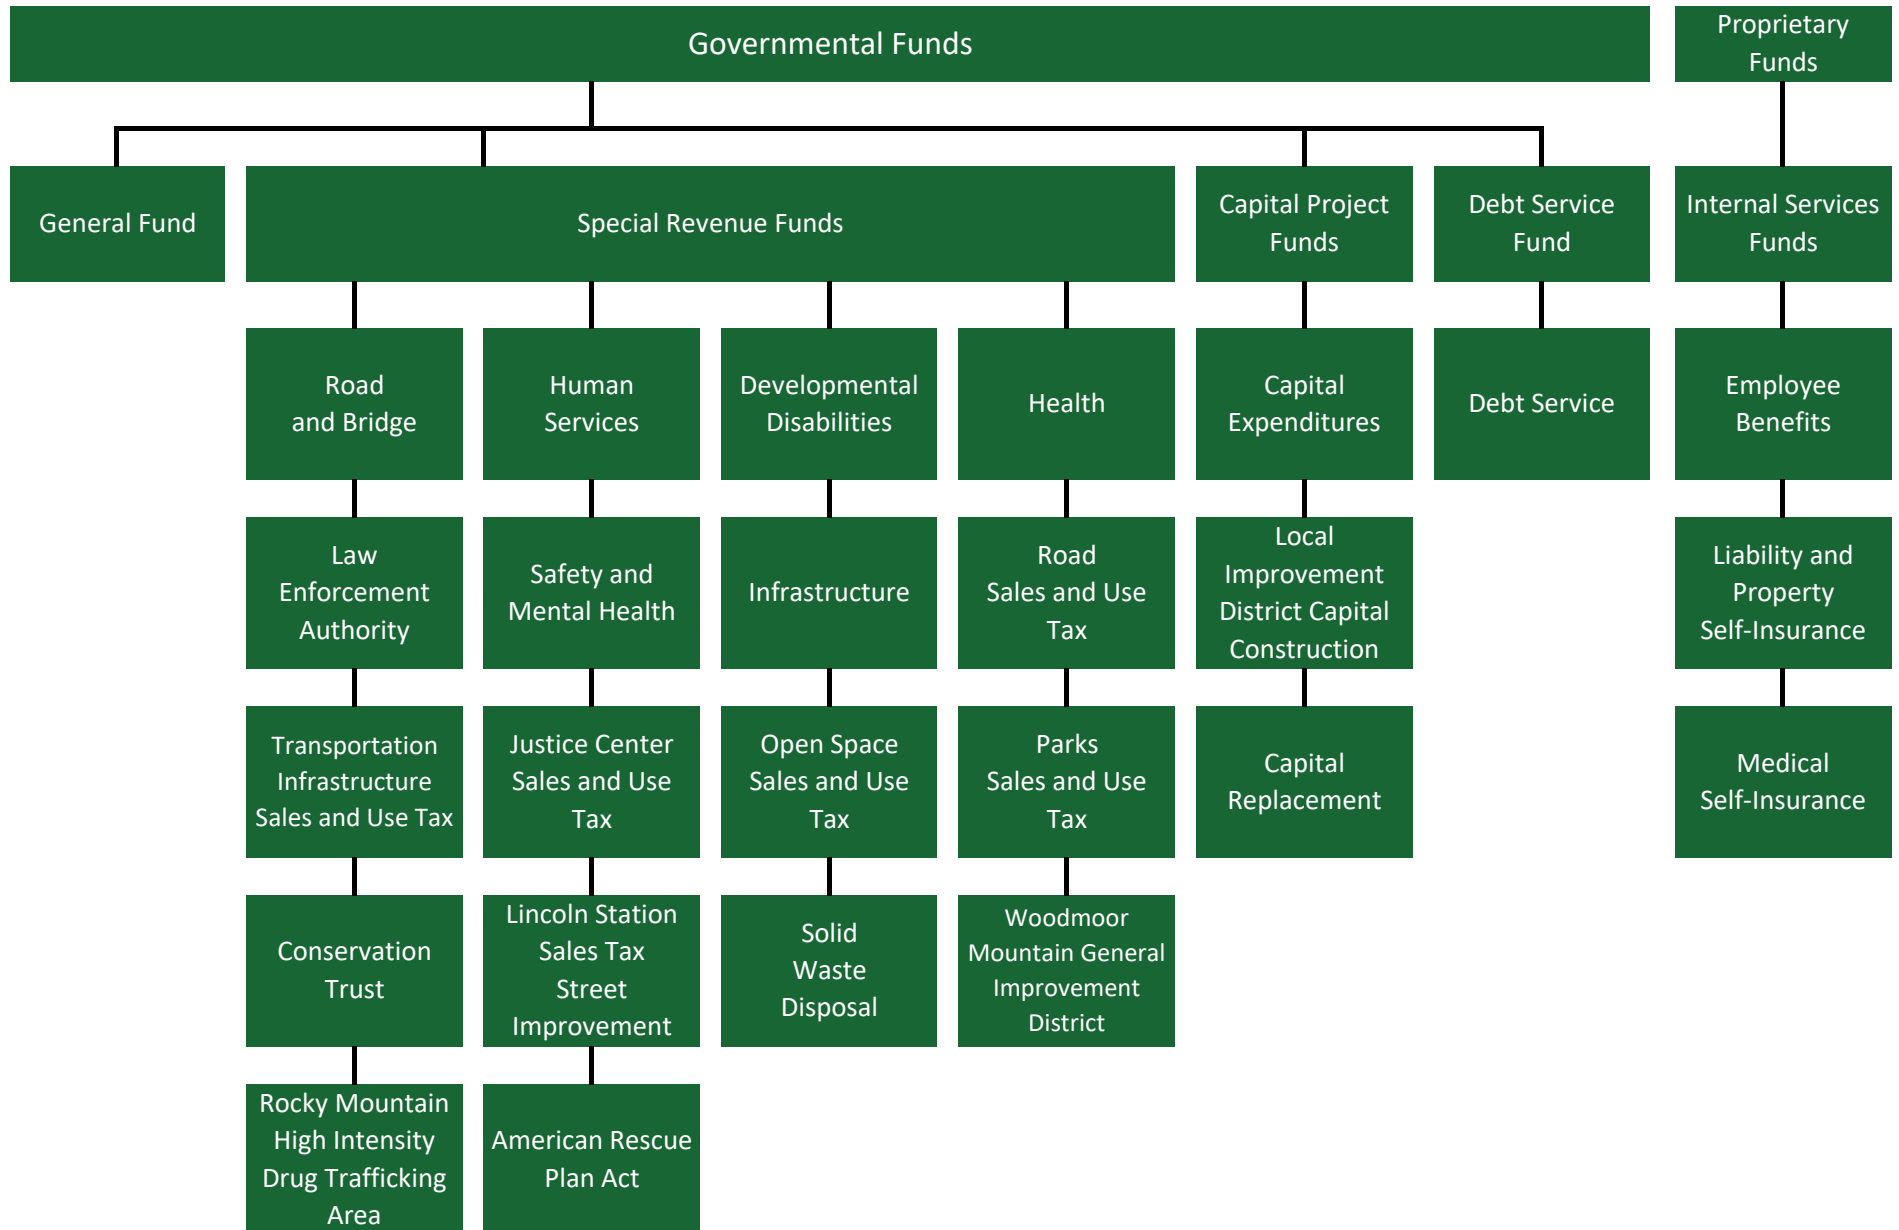 Governmental Funds
Proprietary
Funds
General Fund
Special Revenue Funds
Capital Project
Funds
Debt Service
Fund
Internal Services
Funds
Road
and Bridge
Human
Services
Developmental
Disabilities
Health
Capital
Expenditures
Debt Service
Employee
Benefits
Law
Enforcement
Authority
Safety and
Mental Health
Infrastructure
Road
Sales and Use
Tax
Local
Improvement
District Capital
Construction
Liability and
Property
Self-Insurance
Transportation
Infrastructure
Sales and Use Tax
Justice Center
Sales and Use
Tax
Open Space
Sales and Use
Tax
Parks
Sales and Use
Tax
Capital
Replacement
Medical
Self-Insurance
Conservation
Trust
Lincoln Station
Sales Tax
Street
Improvement
Solid
Waste
Disposal
Woodmoor
Mountain General
Improvement
District
Rocky Mountain
High Intensity
Drug Trafficking
Area
American Rescue
Plan Act